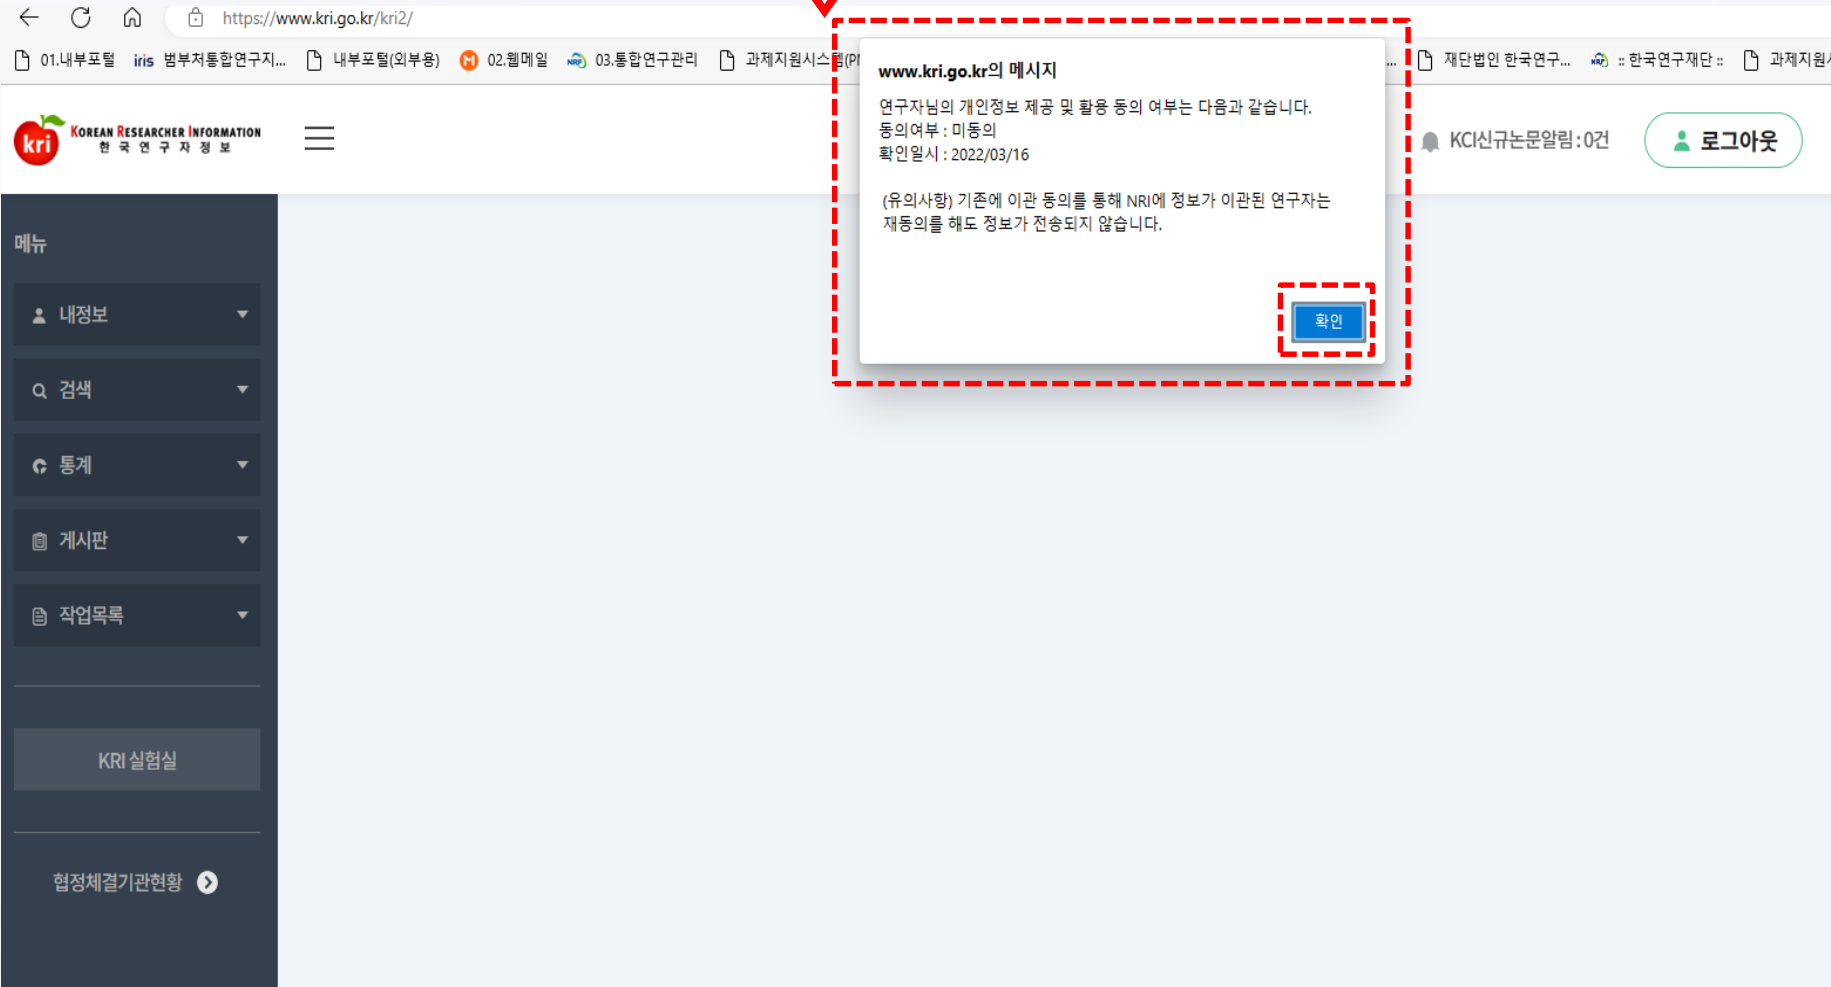 https://www.kri.go.kr/kri2/
01.내부포털 iris 범부처통합연구지... 내부포털(외부용) 02.웹메일 NRF 03.통합연구관리 과제지원시스템(PM ... 재단법인 한국연구... NRF :: 한국연구재단 :: 과제지원
www.kri.go.kr의 메시지
연구자님의 개인정보 제공 및 활용 동의 여부는 다음과 같습니다.
동의여부 : 미동의
확인일시 : 2022/03/16
(유의사항) 기존에 이관 동의를 통해 NRI에 정보가 이관된 연구자는
재동의를 해도 정보가 전송되지 않습니다.
확인
kri KOREAN RESEARCHER INFORMATION
한 국 연 구 자 정 보
KCI신규논문알림 : 0건
로그아웃
메뉴
내정보
검색
통계
게시판
작업목록
KRI 실험실
협정체결기관현황